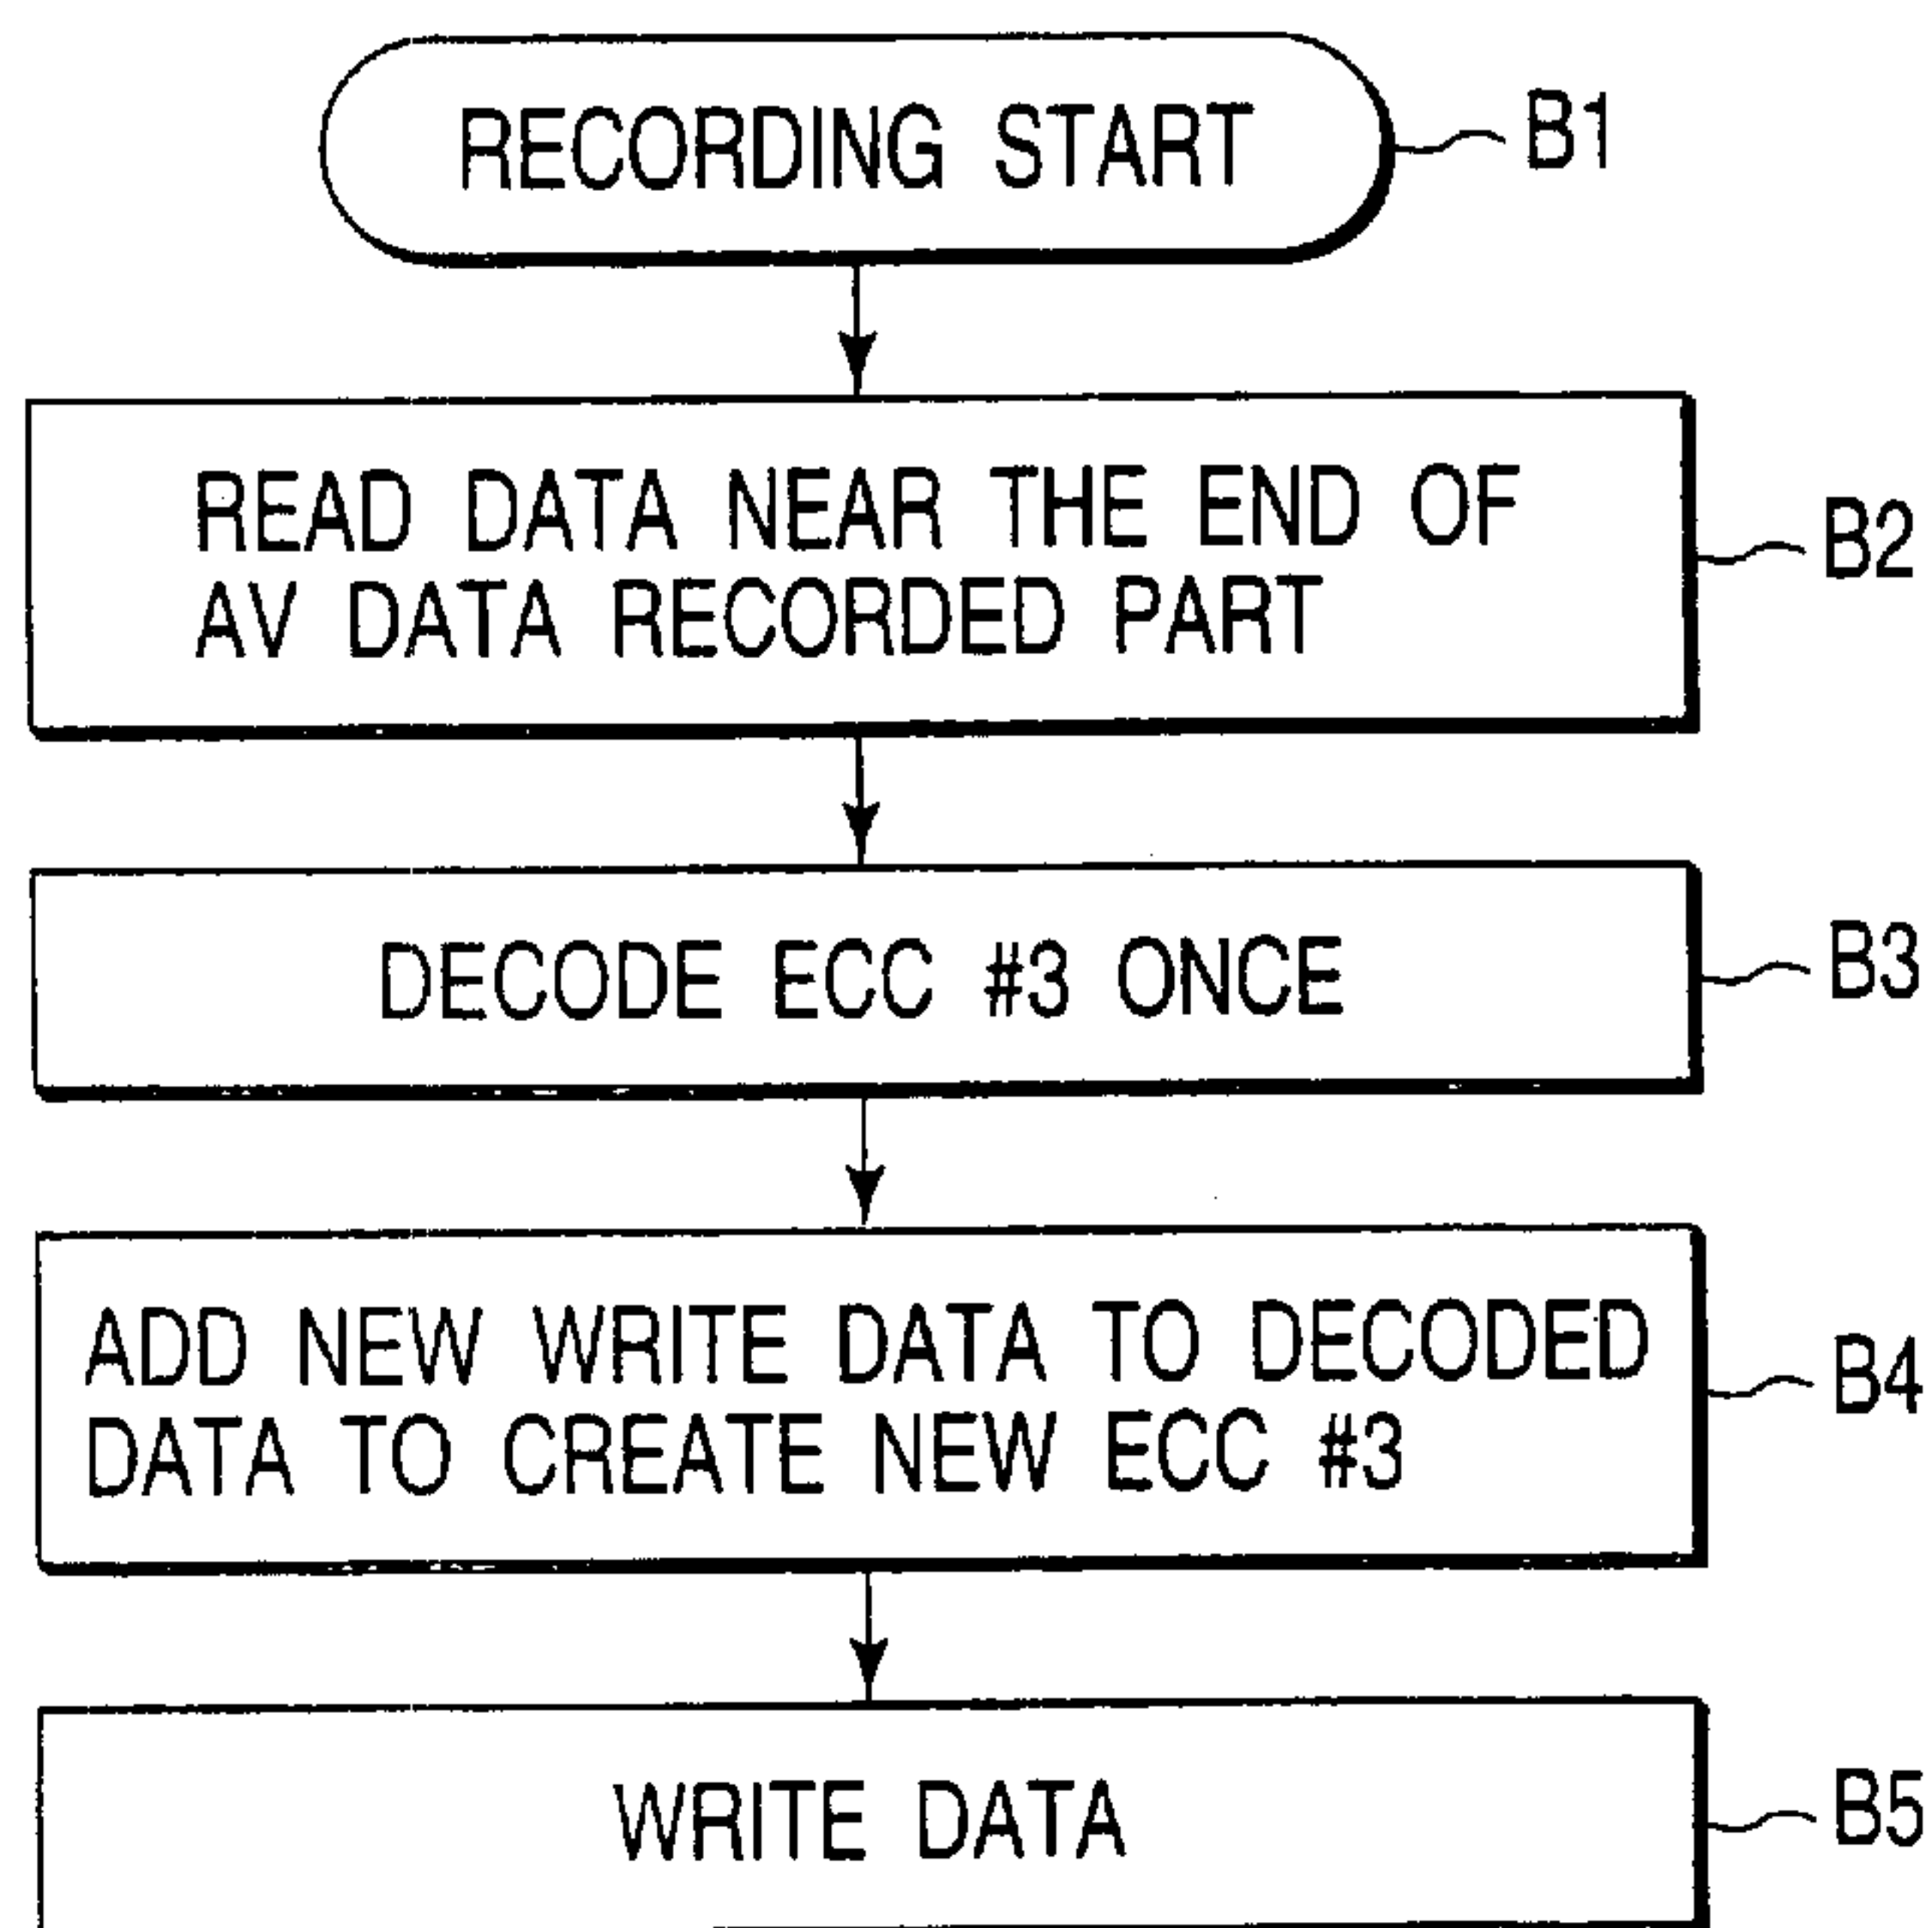 RECORDING START
B1
READ DATA NEAR THE END OF
AV DATA RECORDED PART
B2
DECODE ECC #3 ONCE
B3
ADD NEW WRITE DATA TO DECODED
DATA TO CREATE NEW ECC #3
B4
WRITE DATA
B5